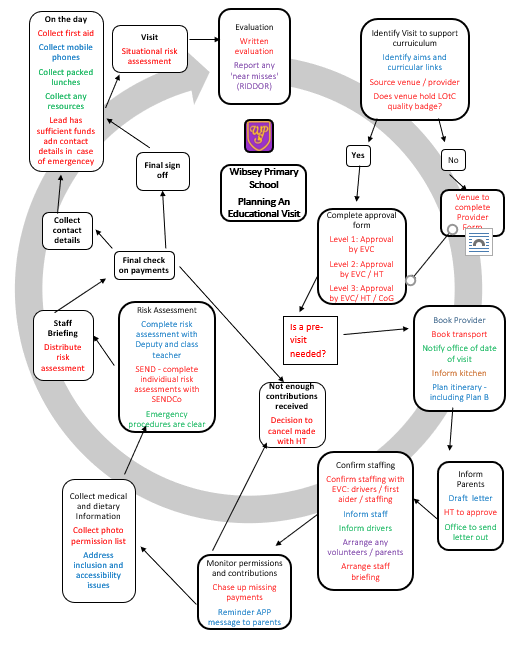 On the day
Collect first aid
Collect mobile
phones
Collect packed
lunches
Collect any
resources
Lead has
sufficient funds
adn contact
details in case
of emergencey
Visit
Situational risk
assessment
Evaluation
Written
evaluation
Report any
'near misses'
(RIDDOR)
Identify Visit to support
curruiculum
Identify aims and
curricular links
Source venue / provider
Does venue hold LOtC
quality badge?
Yes
No
Venue to
complete
Provider
Form
Final sign
off
WPS
Wibsey Primary
School
Planning An
Educational Visit
Complete approval
form
Level 1: Approval
by EVC
Level 2: Approval
by EVC / HT
Level 3: Approval
by EVC/ HT / CoG
Collect
contact
details
Final check
on payments
Staff
Briefing
Distribute
risk
assessment
Risk Assessment
Complete risk
assessment with
Deputy and class
teacher
SEND - complete
individiual risk
assessments with
SENDCo
Emergency
procedures are clear
Is a pre-
visit
needed?
Book Provider
Book transport
Notify office of date
of visit
Inform kitchen
Plan itinerary -
including Plan B
Not enough
contributions
received
Decision to
cancel made
with HT
Confirm staffing
Confirm staffing with
EVC: drivers / first
aider / staffing
Inform staff
Inform drivers
Arrange any
volunteers / parents
Arrange staff
briefing
Inform
Parents
Draft letter
HT to approve
Office to send
letter out
Collect medical
and dietary
Information
Collect photo
permission list
Address
inclusion and
accessibility
issues
Monitor permissions
and contributions
Chase up missing
payments
Reminder APP
message to parents